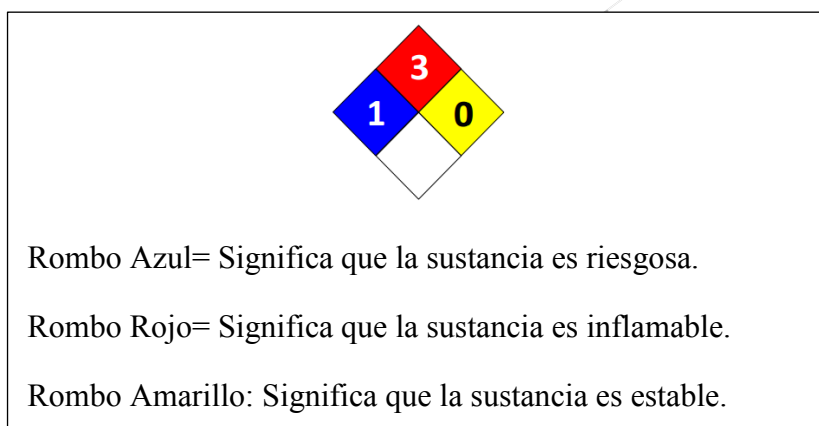 3
1 0
Rombo Azul= Significa que la sustancia es riesgosa.
Rombo Rojo= Significa que la sustancia es inflamable.
Rombo Amarillo: Significa que la sustancia es estable.